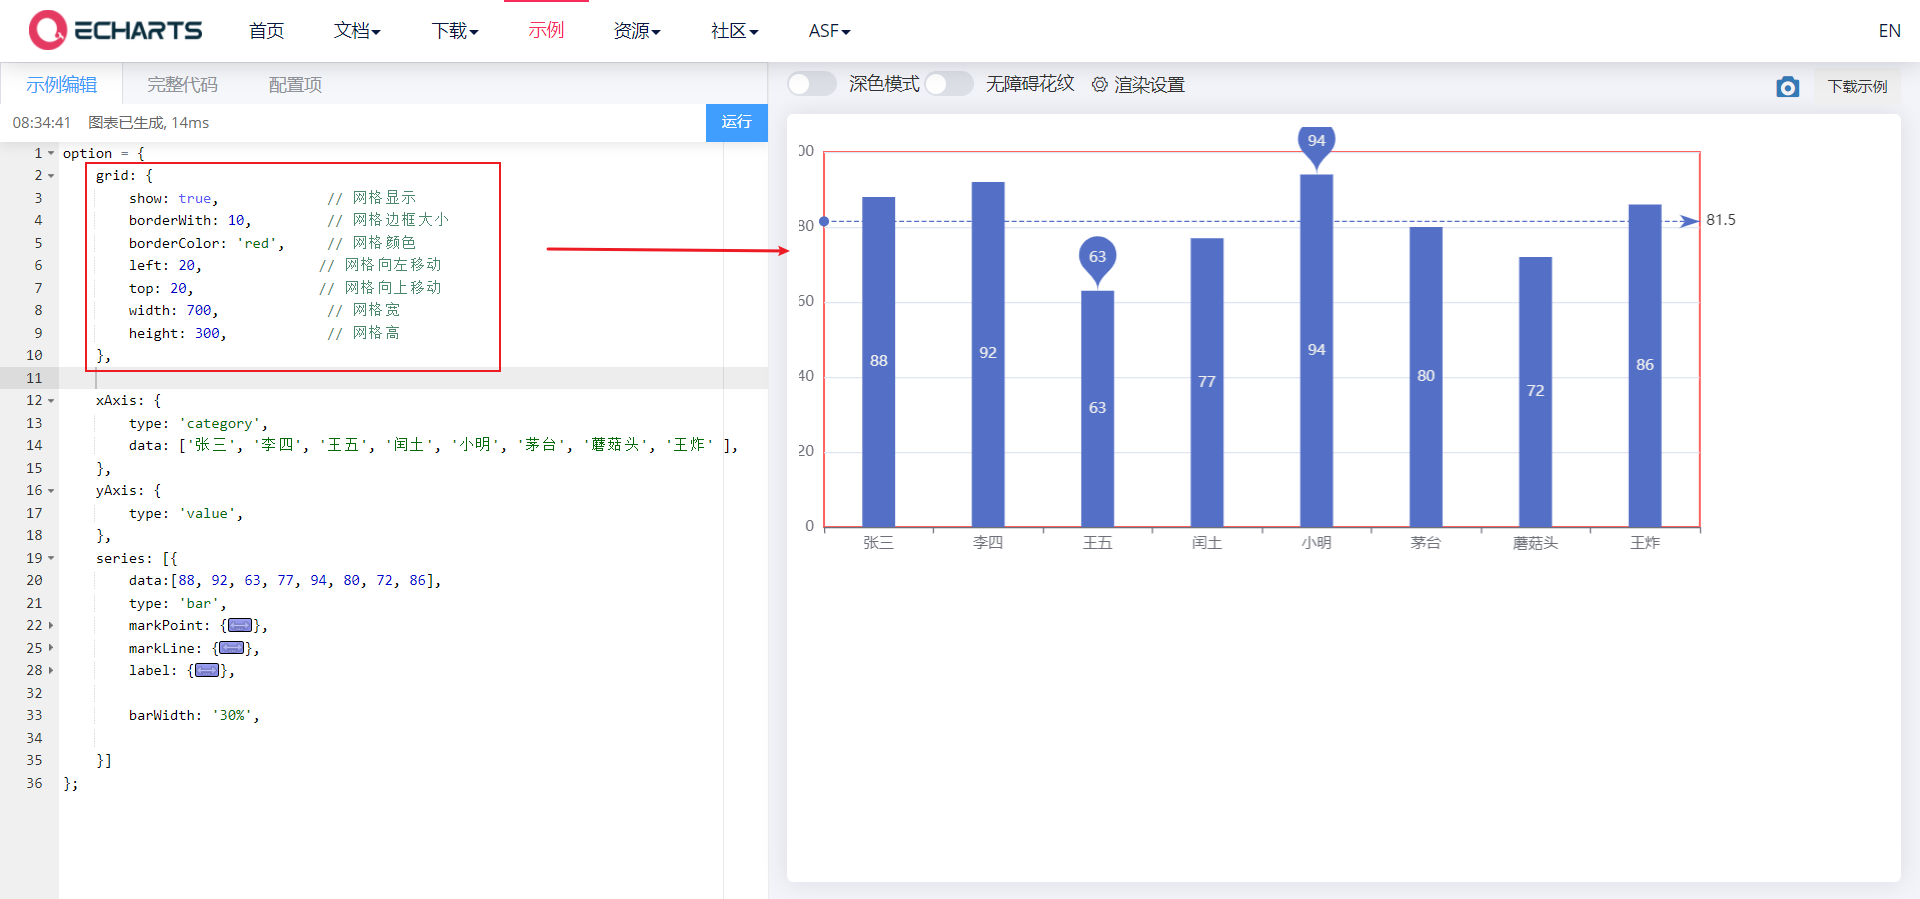 ECHARTS 首页 文档 下载 示例 资源 社区 ASF EN
示例编辑 完整代码 配置项
深色模式 无障碍花纹 渲染设置 下载示例
08:34:41 图表已生成, 14ms 运行
1 option = {
2 grid: {
3 show: true, // 网格显示
4 borderWith: 10, // 网格边框大小
5 borderColor: 'red', // 网格颜色
6 left: 20, // 网格向左移动
7 top: 20, // 网格向上移动
8 width: 700, // 网格宽
9 height: 300, // 网格高
10 },
11
12 xAxis: {
13 type: 'category',
14 data: ['张三', '李四', '王五', '闰土', '小明', '茅台', '蘑菇头', '王炸' ],
15 },
16 yAxis: {
17 type: 'value',
18 },
19 series: [{
20 data:[88, 92, 63, 77, 94, 80, 72, 86],
21 type: 'bar',
22 markPoint: {},
25 markLine: {},
28 label: {},
32
33 barWidth: '30%',
34
35 }]
36 };
94
00
80 81.5
63
60
88 92 63 77 94 80 72 86
40
20
0
张三 李四 王五 闰土 小明 茅台 蘑菇头 王炸